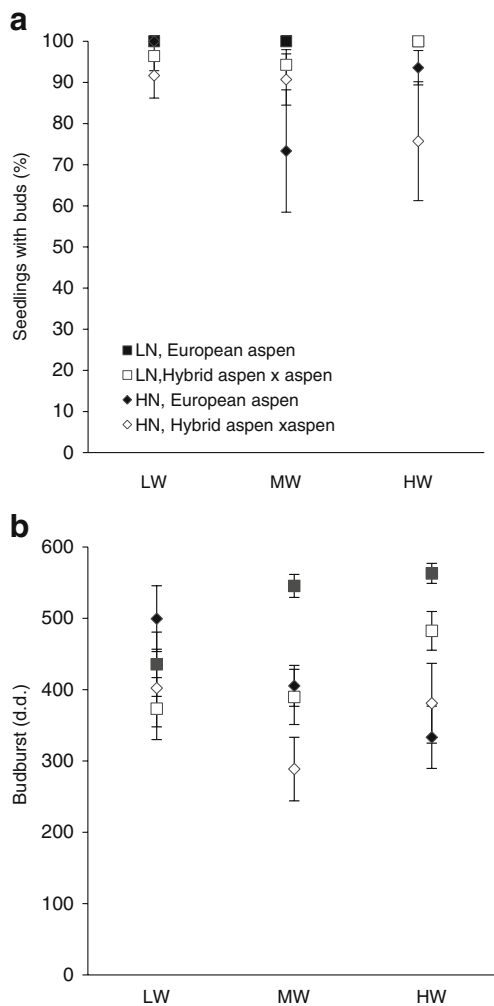 a
100
90
80
70
60
50
40
30
20
10
0
Seedlings with buds (%)
LN, European aspen
LN,Hybrid aspen x aspen
HN, European aspen
HN, Hybrid aspen xaspen
LW MW HW
b
600
500
400
300
200
100
0
Budburst (d.d.)
LW MW HW